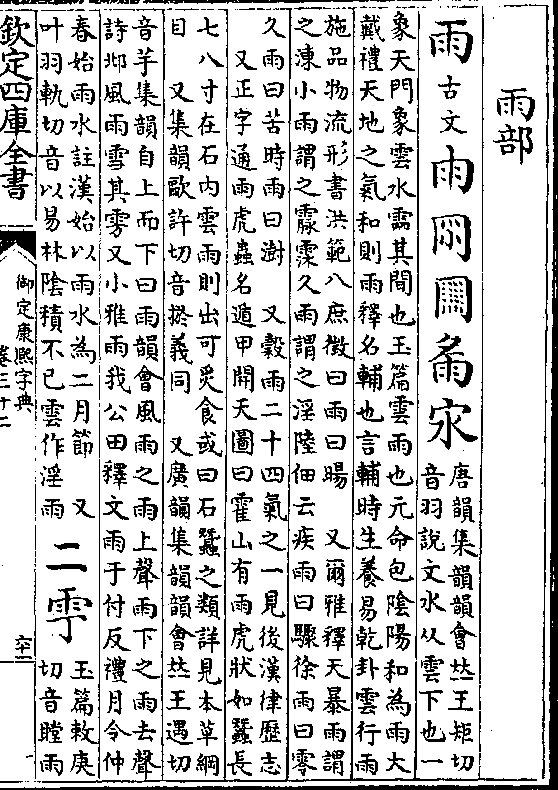 雨部
雨古文
唐韻集韻韻會𠀤王矩切
音羽說文水从雲下也一
象天門象雲水霝其間也玉篇雲雨也元命包陰陽和為雨大
戴禮天地之氣和則雨釋名輔也言輔時生養易乾卦雲行雨
施品物流形書洪範八庶徵曰雨曰暘　又爾雅釋天暴雨謂
之涷小雨謂之霡霂久雨謂之淫陸佃云疾雨曰驟徐雨曰零
久雨曰苦時雨曰澍　又穀雨二十四氣之一見後漢律歷志
又正字通雨虎蟲名遁甲開天圖曰霍山有雨虎狀如蠶長
七八寸在石內雲雨則出可炙食或曰石蠶之類詳見本草綱
目　又集韻歐許切音棜義同　又廣韻集韻韻會𠀤王遇切
音芋集韻自上而下曰雨韻會風雨之雨上聲雨下之雨去聲
詩邶風雨雪其雱又小雅雨我公田釋文雨于付反禮月令仲
春始雨水註漢始以雨水為二月節　又
叶羽軌切音以易林陰積不已雲作淫雨
二
玉篇敕庚
切音瞠雨
欽定四庫全書
御定康熙字典
卷三十二